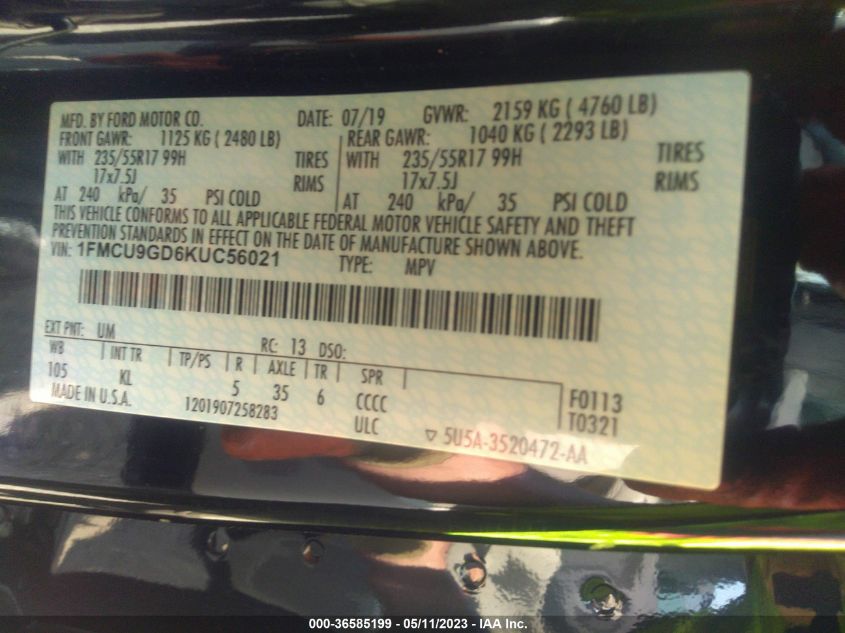 MFD. BY FORD MOTOR CO. DATE: 07/19 GVWR: 2159 KG ( 4760 LB)
FRONT GAWR: 1125 KG ( 2480 LB) REAR GAWR: 1040 KG ( 2293 LB)
WITH 235/55R17 99H TIRES WITH 235/55R17 99H TIRES
17x7.5J RIMS 17x7.5J RIMS
AT 240 kPa/ 35 PSI COLD AT 240 kPa/ 35 PSI COLD
THIS VEHICLE CONFORMS TO ALL APPLICABLE FEDERAL MOTOR VEHICLE SAFETY AND THEFT
PREVENTION STANDARDS IN EFFECT ON THE DATE OF MANUFACTURE SHOWN ABOVE.
VIN: 1FMCU9GD6KUC56021 TYPE: MPV
EXT PNT: UM RC: 13 DSO:
WB INT TR TP/PS R AXLE TR SPR
105 KL 5 35 6 CCCC F0113
MADE IN U.S.A. 1201907258283 ULC T0321
5U5A-3520472-AA
000-36585199 - 05/11/2023 - IAA Inc.